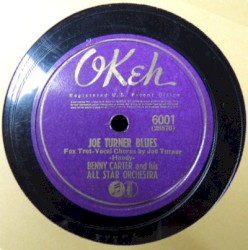 OKeh
Registered U.S. Patent Office
6001
JOE TURNER BLUES
Fox Trot-Vocal Chorus by Joe Turner
-Handy-
BENNY CARTER and his
ALL STAR ORCHESTRA